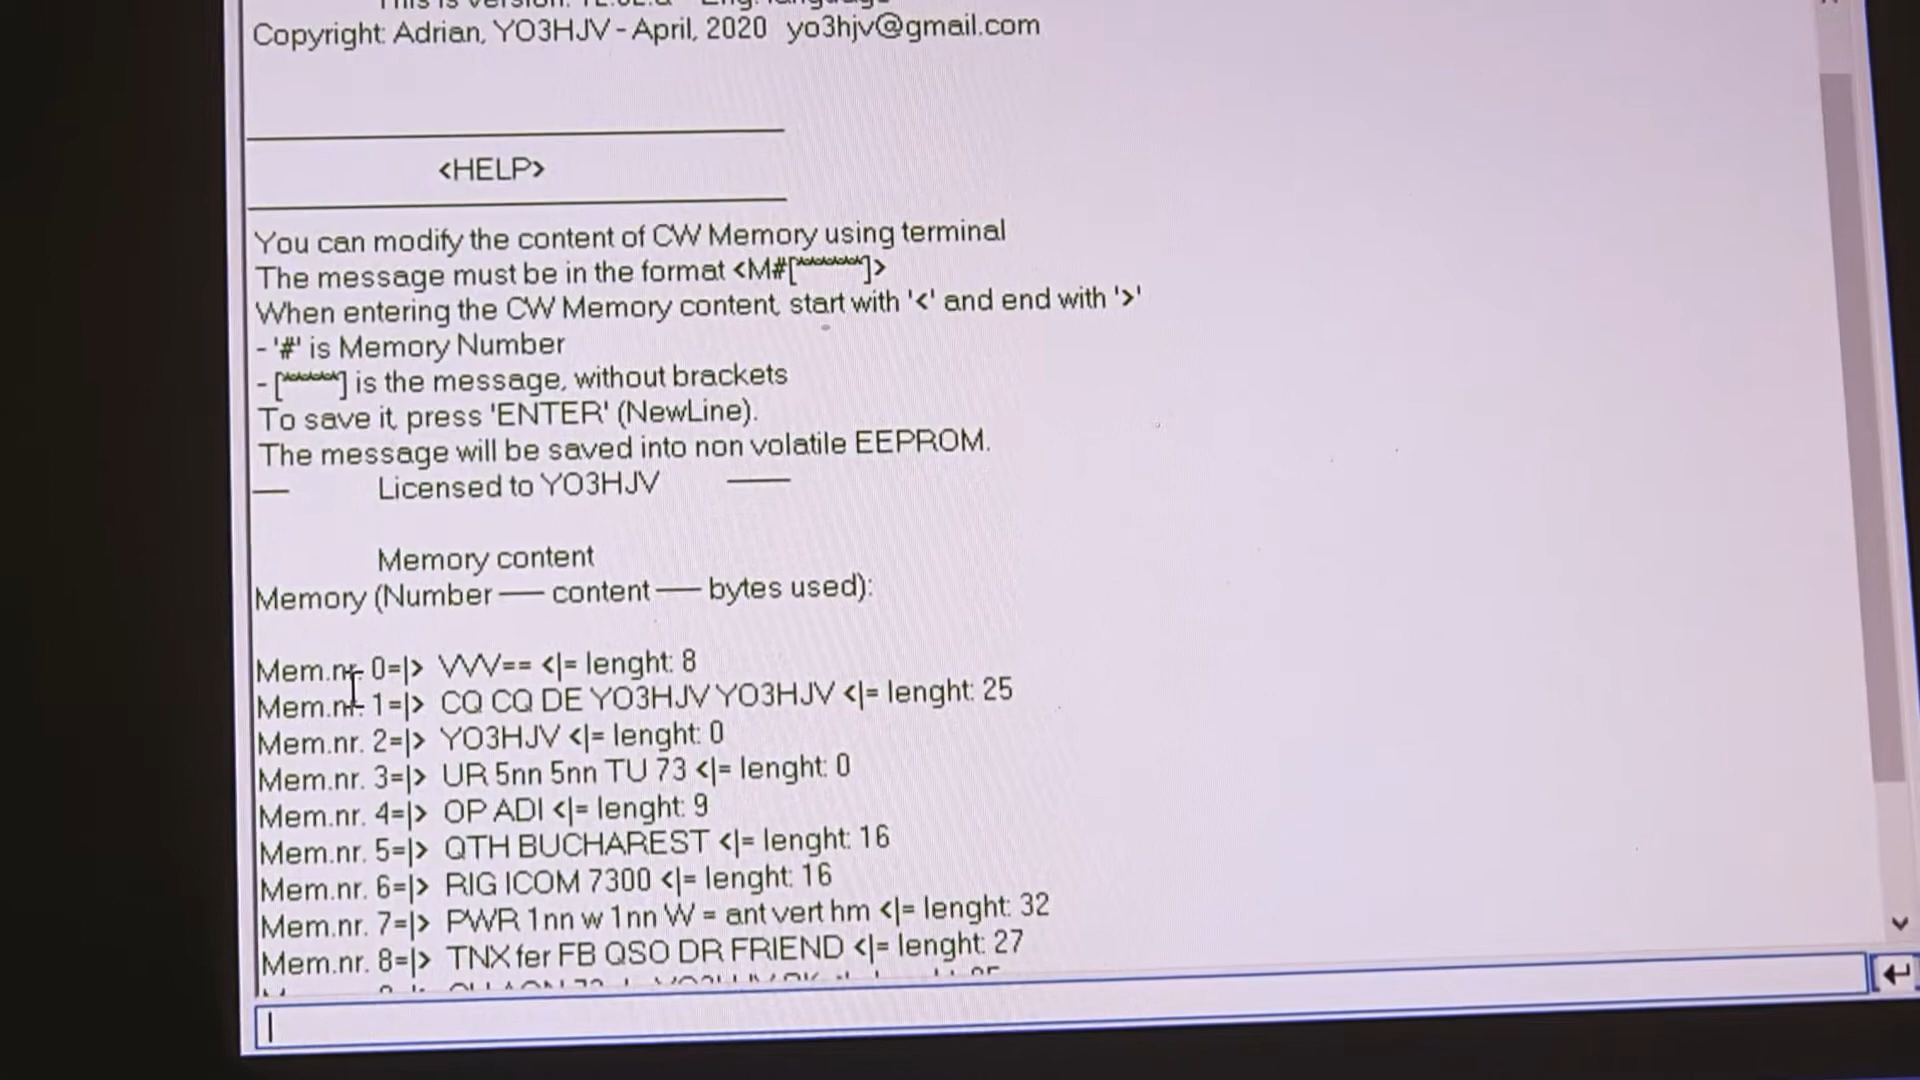 This is version: 12.02.a - Eng. language
Copyright: Adrian, YO3HJV - April, 2020 yo3hjv@gmail.com
<HELP>
You can modify the content of CW Memory using terminal
The message must be in the format <M#[********]>
When entering the CW Memory content, start with '<' and end with '>'
- '#' is Memory Number
- [*******] is the message, without brackets
To save it, press 'ENTER' (NewLine).
The message will be saved into non volatile EEPROM.
— Licensed to YO3HJV ——
Memory content
Memory (Number —— content —— bytes used):
Mem.nr. 0=|> VVV== <|= lenght: 8
Mem.nr. 1=|> CQ CQ DE YO3HJV YO3HJV <|= lenght: 25
Mem.nr. 2=|> YO3HJV <|= lenght: 0
Mem.nr. 3=|> UR 5nn 5nn TU 73 <|= lenght: 0
Mem.nr. 4=|> OP ADI <|= lenght: 9
Mem.nr. 5=|> QTH BUCHAREST <|= lenght: 16
Mem.nr. 6=|> RIG ICOM 7300 <|= lenght: 16
Mem.nr. 7=|> PWR 1nn w 1nn W = ant vert hm <|= lenght: 32
Mem.nr. 8=|> TNX fer FB QSO DR FRIEND <|= lenght: 27